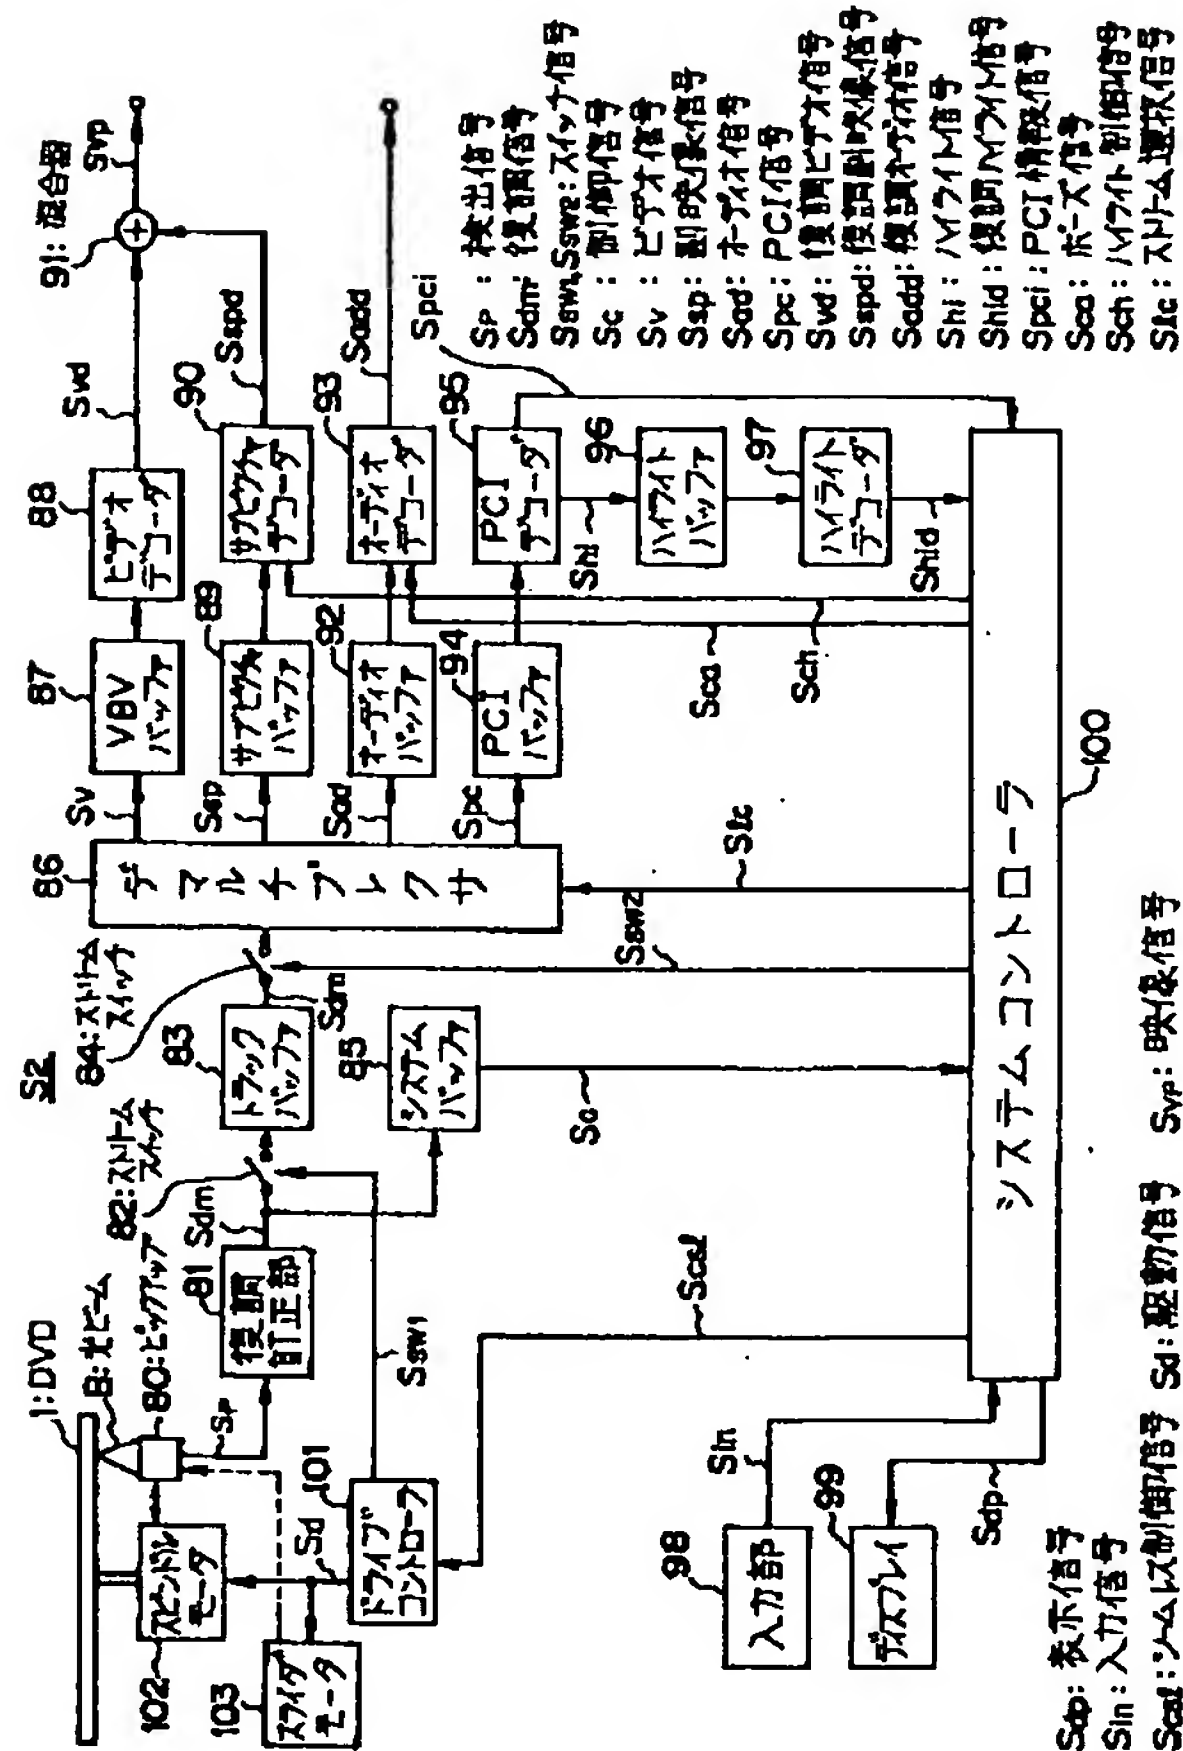 S2
1:DVD
B:光ビーム
80:ピックアップ
Sp
81
復調
訂正部
Sdm
82:ストリーム
スイッチ
83
トラック
バッファ
Sdm
84:ストリーム
スイッチ
85
システム
バッファ
Sc
86
デマルチプレクサ
Sv
87
VBV
バッファ
88
ビデオ
デコーダ
Svd
91:混合器
Svp
Ssp
89
サブピクチャ
バッファ
90
サブピクチャ
デコーダ
Sspd
Sad
92
オーディオ
バッファ
93
オーディオ
デコーダ
Sadd
Spc
94
PCI
バッファ
95
PCI
デコーダ
Spci
Shi
96
ハイライト
バッファ
97
ハイライト
デコーダ
Shid
Sca
Sch
Slc
Ssw2
Ssw1
Scsl
102
スピンドル
モータ
103
スライダ
モータ
Sd
101
ドライブ
コントローラ
98
入力部
Sin
99
ディスプレイ
Sdp
システムコントローラ
100
Sp:検出信号
Sdm:復調信号
Ssw1,Ssw2:スイッチ信号
Sc:制御信号
Sv:ビデオ信号
Ssp:副映像信号
Sad:オーディオ信号
Spc:PCI信号
Svd:復調ビデオ信号
Sspd:復調副映像信号
Sadd:復調オーディオ信号
Shi:ハイライト信号
Shid:復調ハイライト信号
Spci:PCI情報信号
Sca:ポーズ信号
Sch:ハイライト制御信号
Slc:ストリーム選択信号
Sdp:表示信号
Sin:入力信号
Scsl:シームレス制御信号
Sd:駆動信号
Svp:映像信号